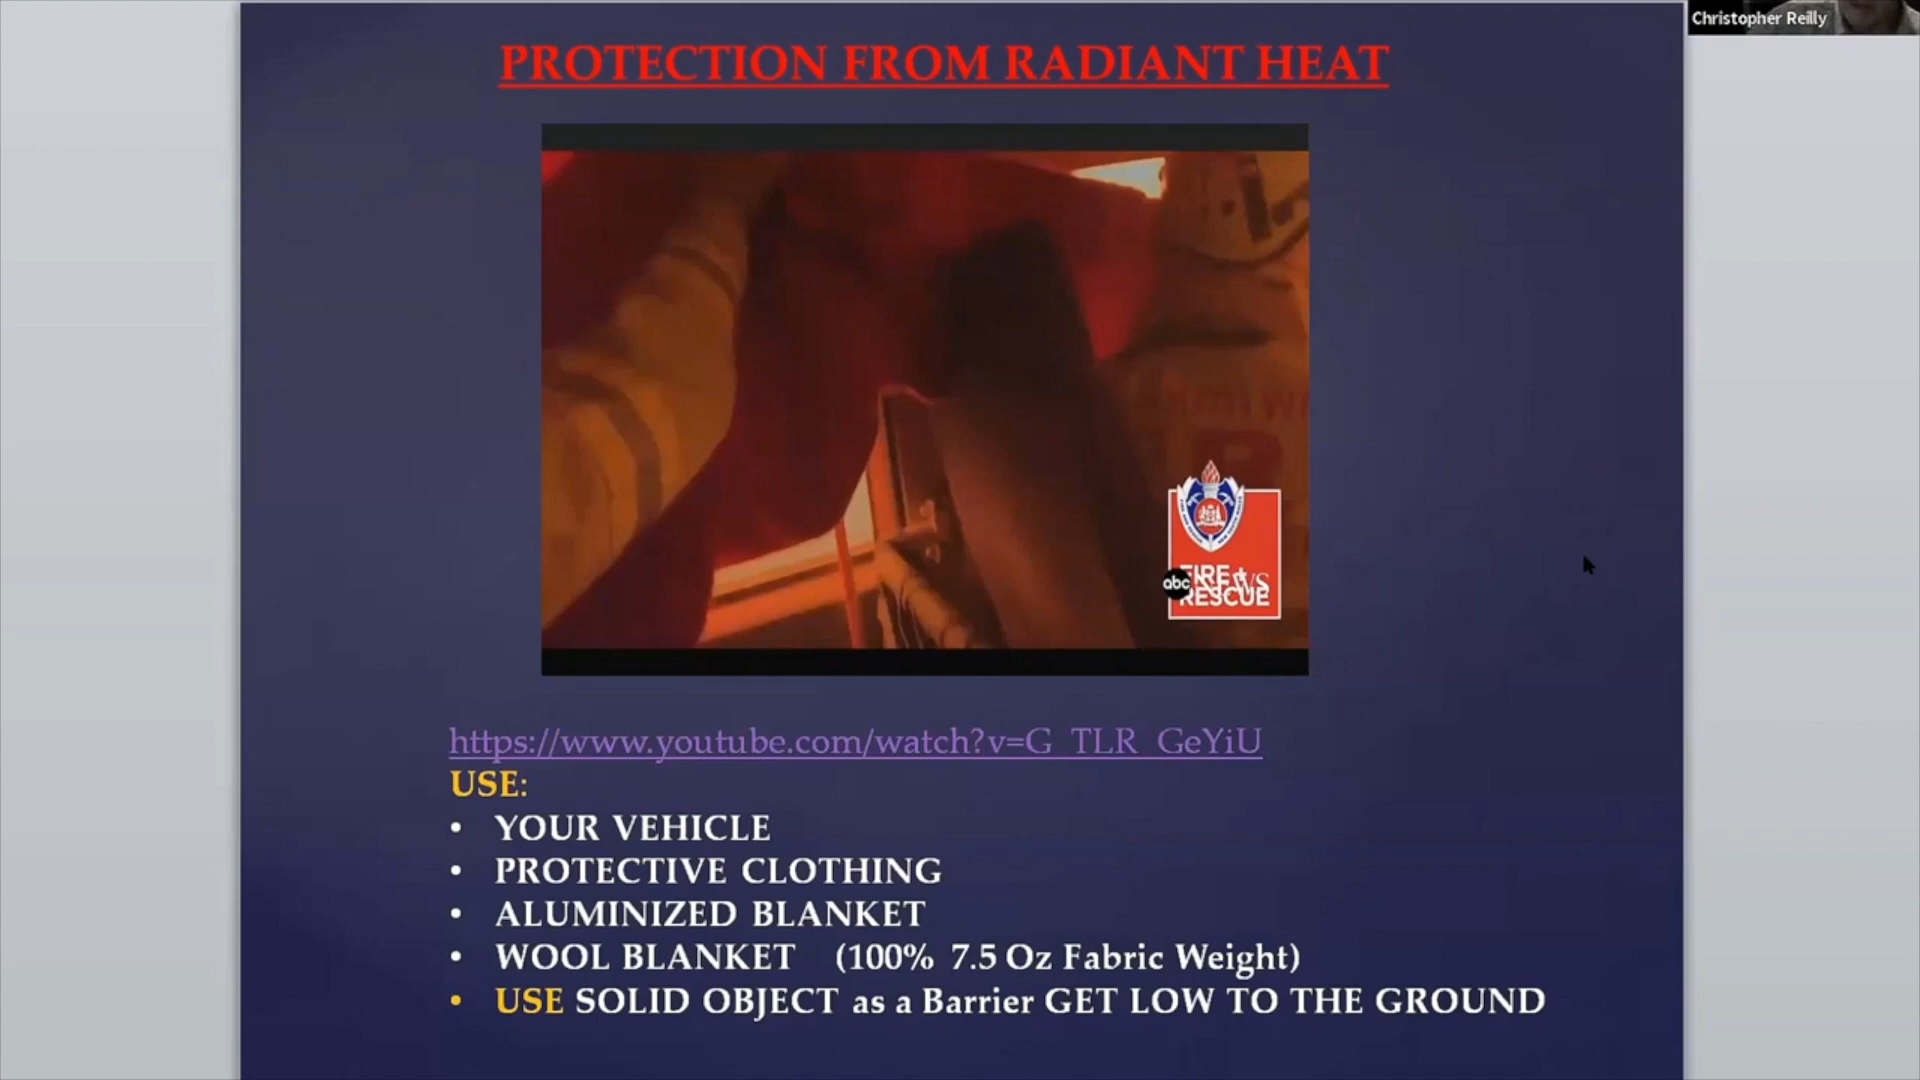 Christopher Reilly
PROTECTION FROM RADIANT HEAT
FIRE+
abc NEWS
RESCUE
https://www.youtube.com/watch?v=G_TLR_GeYiU
USE:
• YOUR VEHICLE
• PROTECTIVE CLOTHING
• ALUMINIZED BLANKET
• WOOL BLANKET (100% 7.5 Oz Fabric Weight)
• USE SOLID OBJECT as a Barrier GET LOW TO THE GROUND